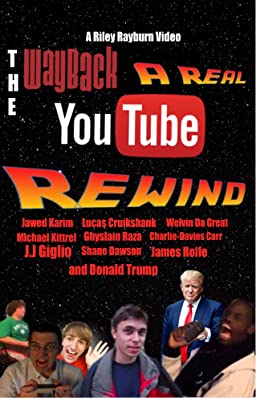 A Riley Rayburn Video
THE
WayBack
A REAL
YouTube
REWIND
Jawed Karim Lucas Cruikshank Welvin Da Great
Michael Kittrel Ghyslain Raza Charlie-Davies Carr
J.J Giglio Shane Dawson James Rolfe
and Donald Trump